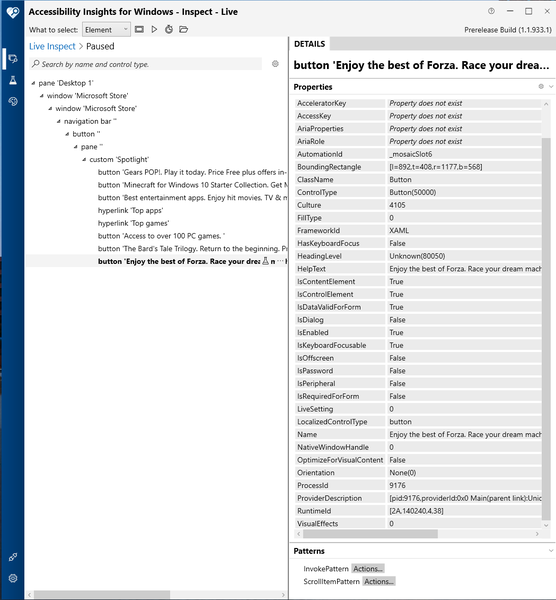 Accessibility Insights for Windows - Inspect - Live
What to select: Element
Prerelease Build (1.1.933.1)
Live Inspect > Paused
Search by name and control type.
pane 'Desktop 1'
window 'Microsoft Store'
window 'Microsoft Store'
navigation bar ''
button ''
pane ''
custom 'Spotlight'
button 'Gears POP!. Play it today. Price Free plus offers in-
button 'Minecraft for Windows 10 Starter Collection. Get M
button 'Best entertainment apps. Enjoy hit movies, TV & m
hyperlink 'Top apps'
hyperlink 'Top games'
button 'Access to over 100 PC games. '
button 'The Bard's Tale Trilogy. Return to the beginning. Pr
button 'Enjoy the best of Forza. Race your drea
DETAILS
button 'Enjoy the best of Forza. Race your drea...
Properties
AcceleratorKey Property does not exist
AccessKey Property does not exist
AriaProperties Property does not exist
AriaRole Property does not exist
AutomationId _mosaicSlot6
BoundingRectangle [l=892,t=408,r=1177,b=568]
ClassName Button
ControlType Button(50000)
Culture 4105
FillType 0
FrameworkId XAML
HasKeyboardFocus False
HeadingLevel Unknown(80050)
HelpText Enjoy the best of Forza. Race your dream mach
IsContentElement True
IsControlElement True
IsDataValidForForm True
IsDialog False
IsEnabled True
IsKeyboardFocusable True
IsOffscreen False
IsPassword False
IsPeripheral False
IsRequiredForForm False
LiveSetting 0
LocalizedControlType button
Name Enjoy the best of Forza. Race your dream mach
NativeWindowHandle 0
OptimizeForVisualContent False
Orientation None(0)
ProcessId 9176
ProviderDescription [pid:9176,providerId:0x0 Main(parent link):Unic
RuntimeId [2A,140240,4,38]
VisualEffects 0
Patterns
InvokePattern Actions...
ScrollItemPattern Actions...